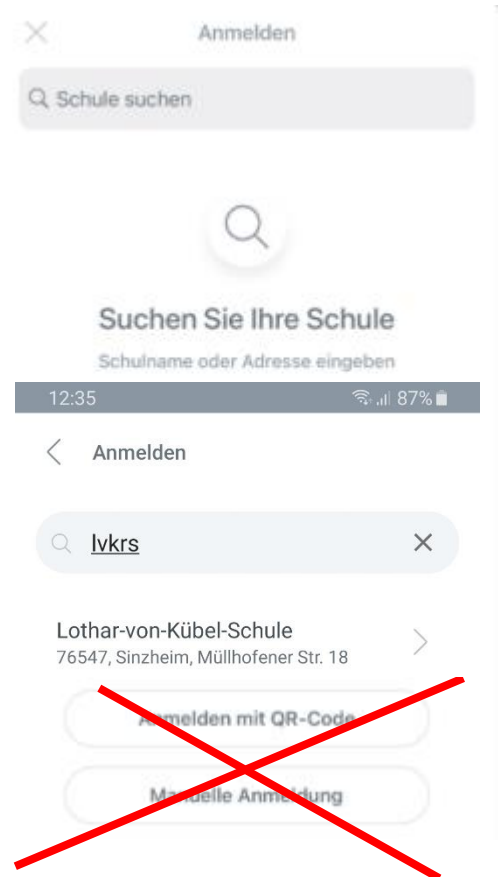 Anmelden
Schule suchen
Suchen Sie Ihre Schule
Schulname oder Adresse eingeben
12:35 87%
Anmelden
lvkrs
Lothar-von-Kübel-Schule
76547, Sinzheim, Müllhofener Str. 18
Anmelden mit QR-Code
Manuelle Anmeldung